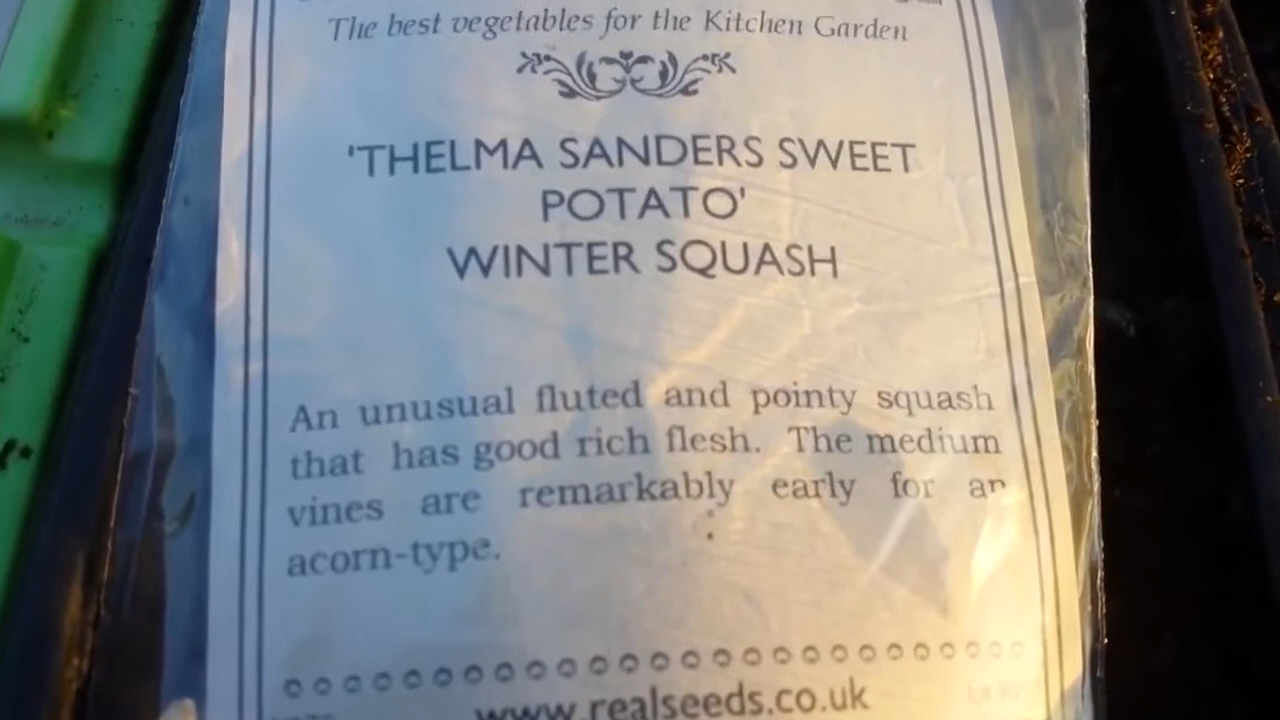 The best vegetables for the Kitchen Garden
'THELMA SANDERS SWEET
POTATO'
WINTER SQUASH
An unusual fluted and pointy squash
that has good rich flesh. The medium
vines are remarkably early for an
acorn-type.
www.realseeds.co.uk